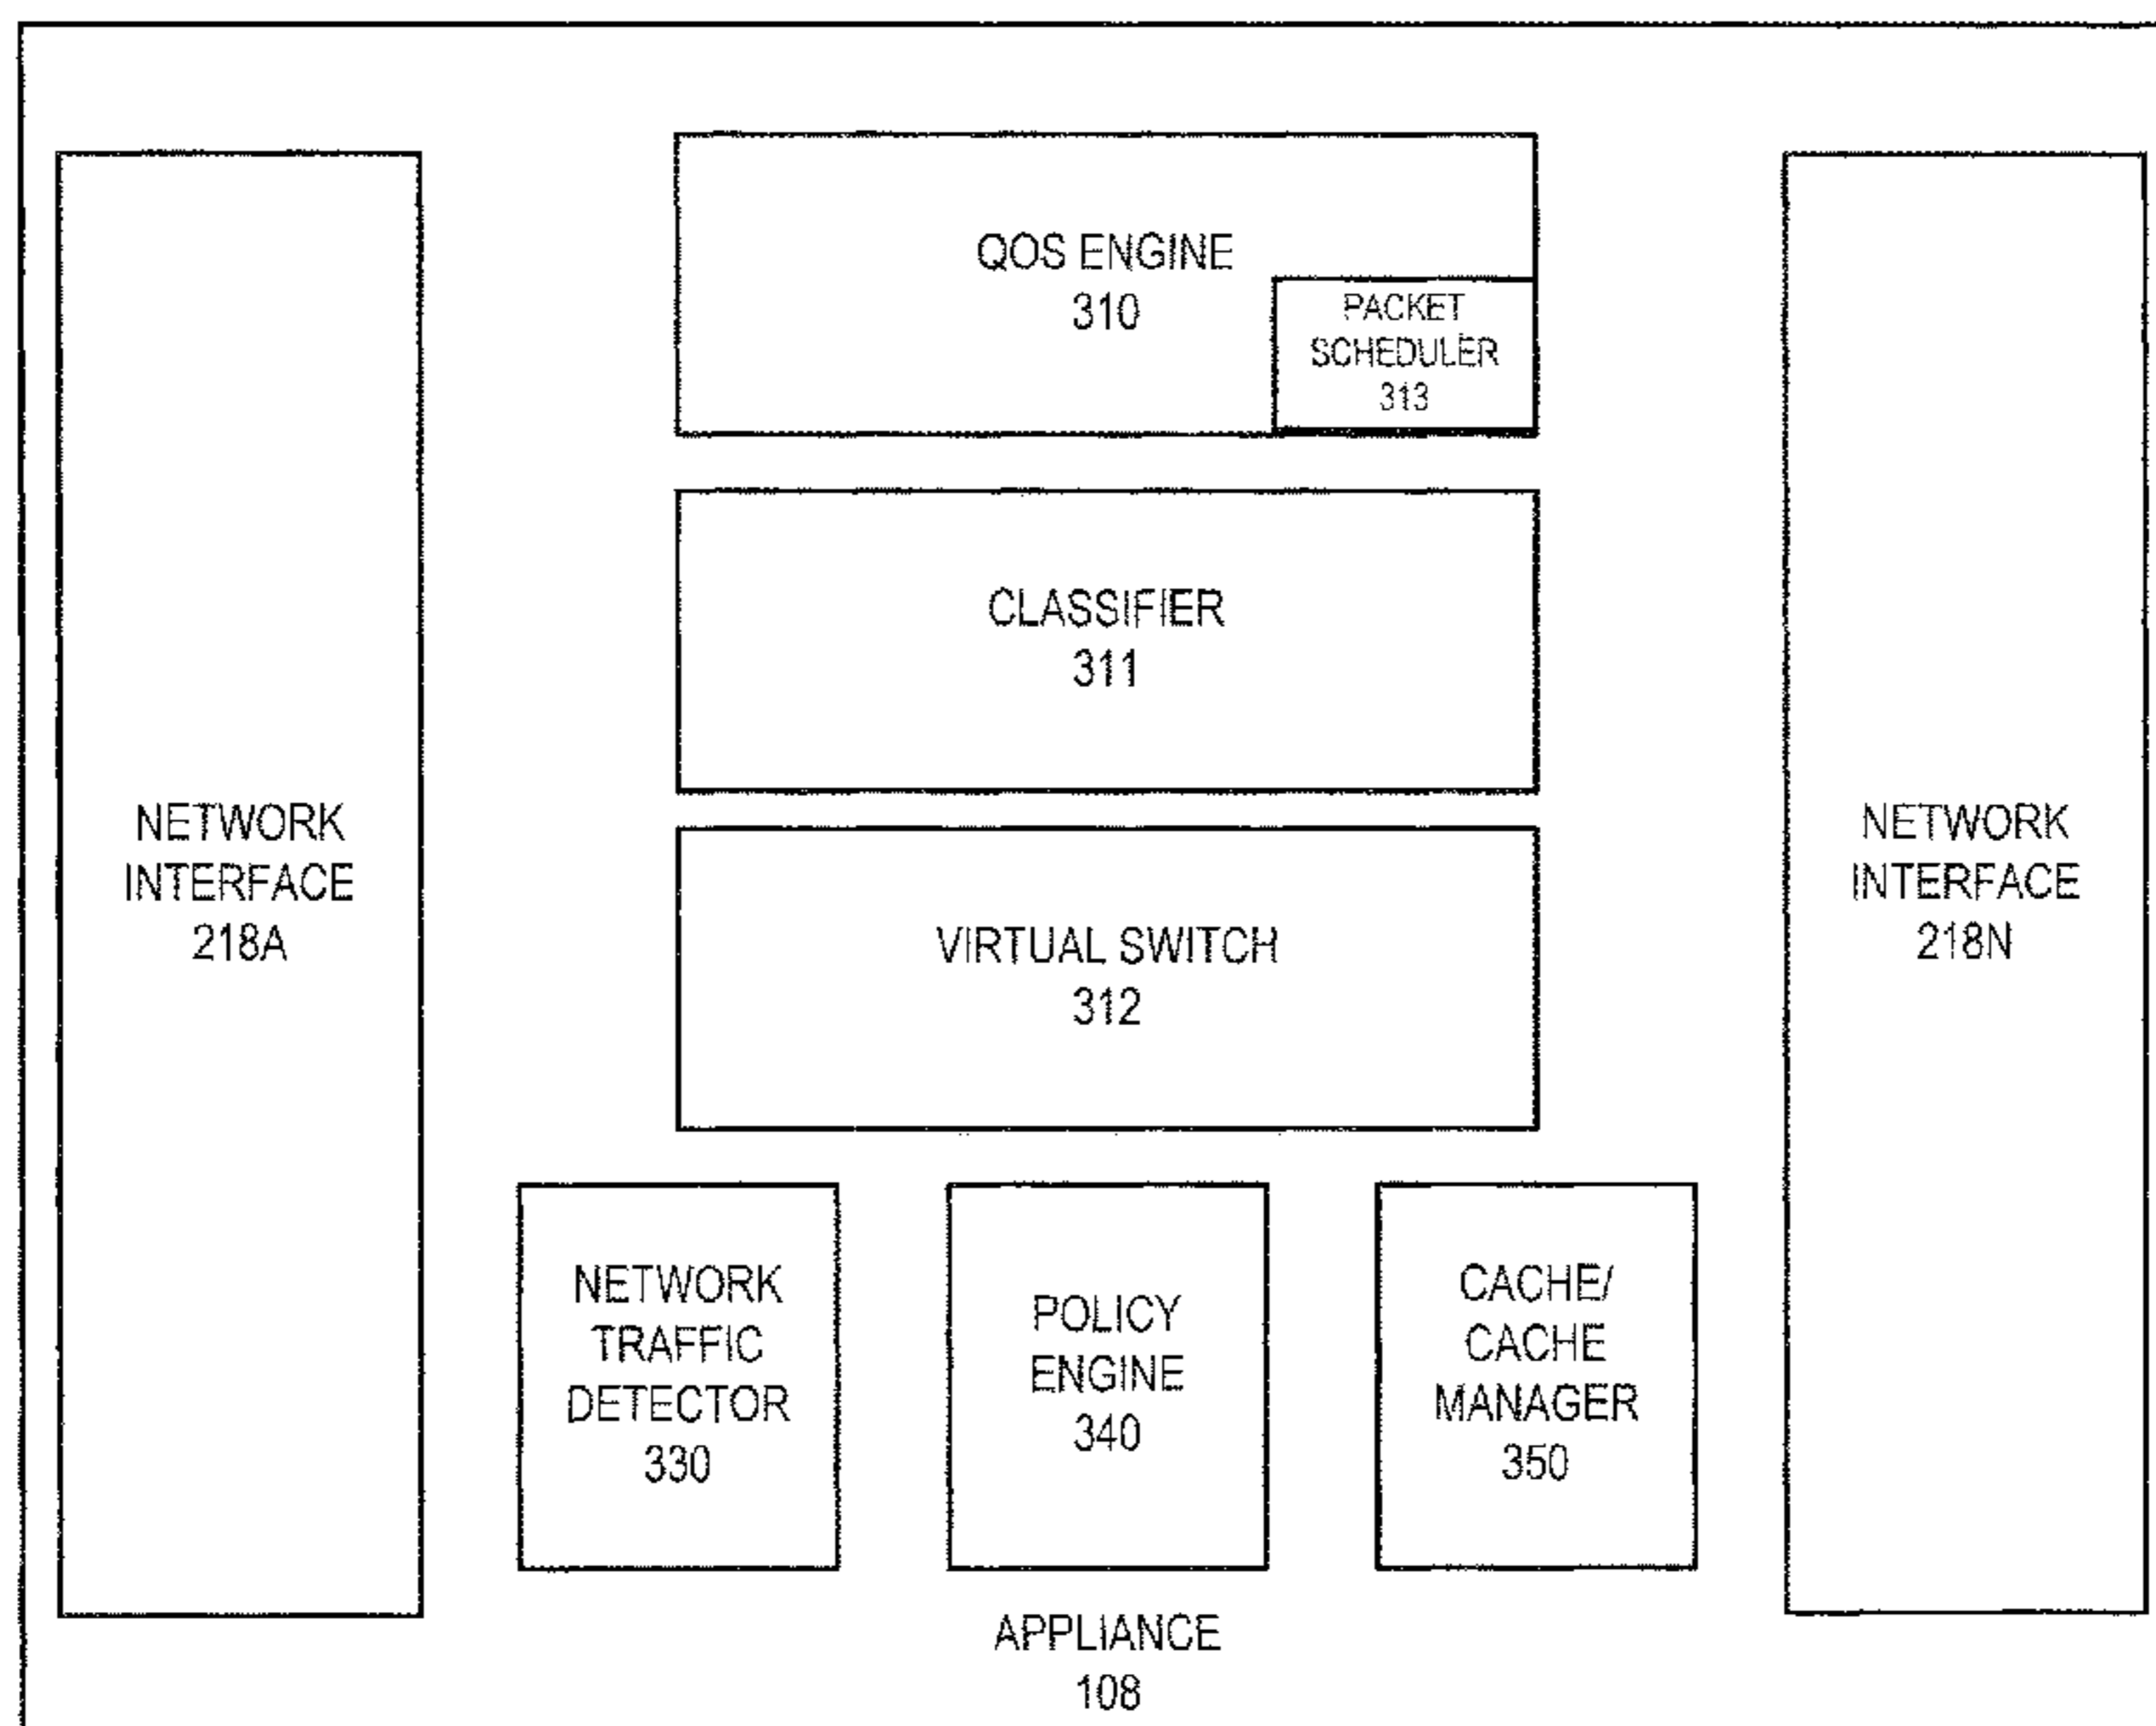 QOS ENGINE
310
PACKET
SCHEDULER
313
CLASSIFIER
311
NETWORK
INTERFACE
218A
VIRTUAL SWITCH
312
NETWORK
INTERFACE
218N
NETWORK
TRAFFIC
DETECTOR
330
POLICY
ENGINE
340
CACHE/
CACHE
MANAGER
350
APPLIANCE
108